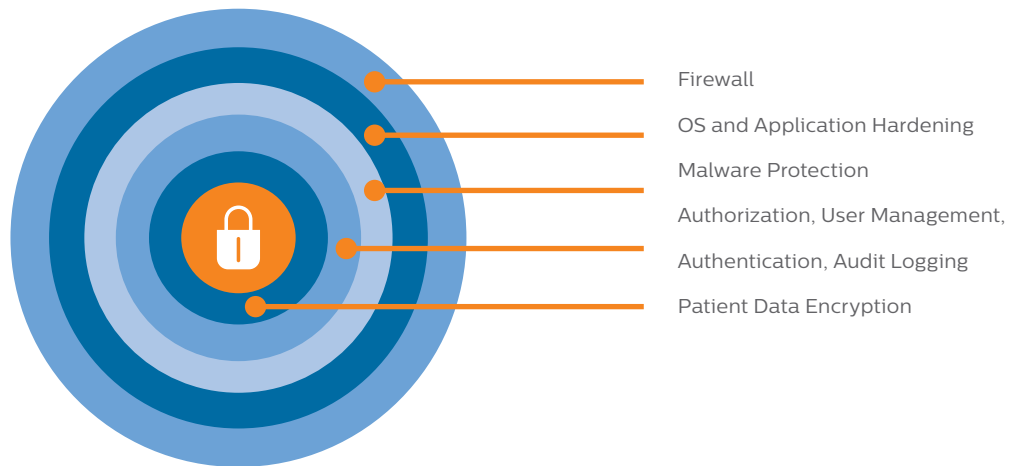 Firewall
OS and Application Hardening
Malware Protection
Authorization, User Management,
Authentication, Audit Logging
Patient Data Encryption